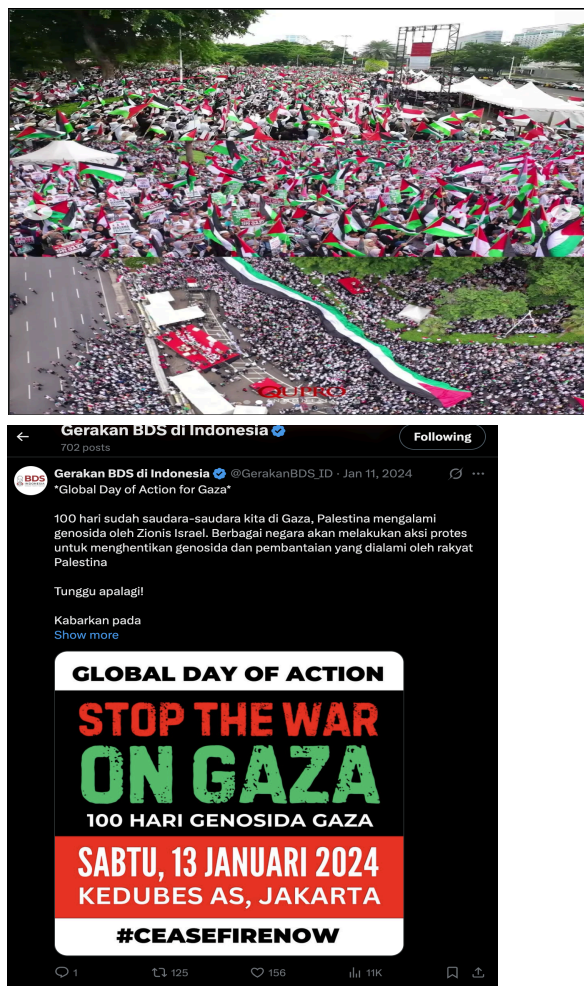 QUPRO
Gerakan BDS di Indonesia
702 posts
Following
BDS
Gerakan BDS di Indonesia @GerakanBDS_ID · Jan 11, 2024
*Global Day of Action for Gaza*
100 hari sudah saudara-saudara kita di Gaza, Palestina mengalami
genosida oleh Zionis Israel. Berbagai negara akan melakukan aksi protes
untuk menghentikan genosida dan pembantaian yang dialami oleh rakyat
Palestina
Tunggu apalagi!
Kabarkan pada
Show more
GLOBAL DAY OF ACTION
STOP THE WAR
ON GAZA
100 HARI GENOSIDA GAZA
SABTU, 13 JANUARI 2024
KEDUBES AS, JAKARTA
#CEASEFIRENOW
1
125
156
11K